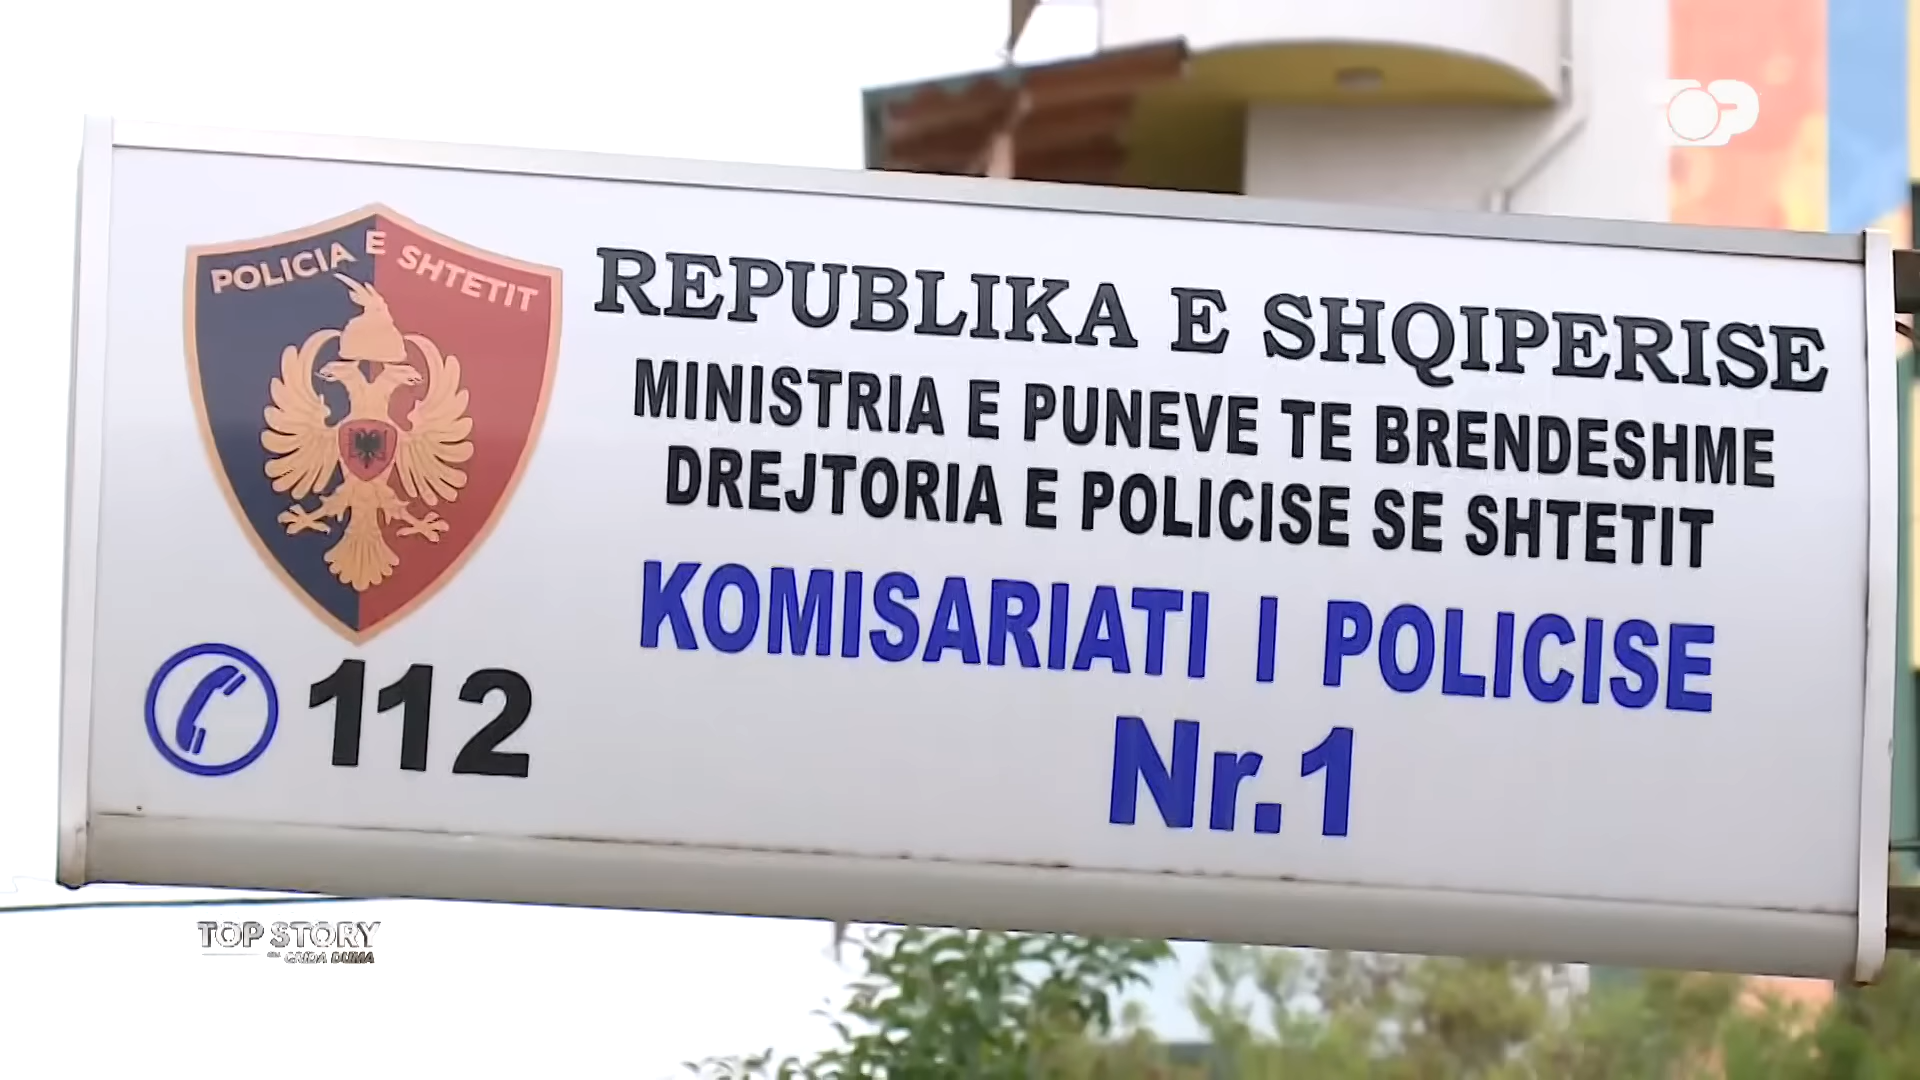 TOP
POLICIA E SHTETIT
REPUBLIKA E SHQIPERISE
MINISTRIA E PUNEVE TE BRENDESHME
DREJTORIA E POLICISE SE SHTETIT
KOMISARIATI I POLICISE
Nr.1
112
TOP STORY